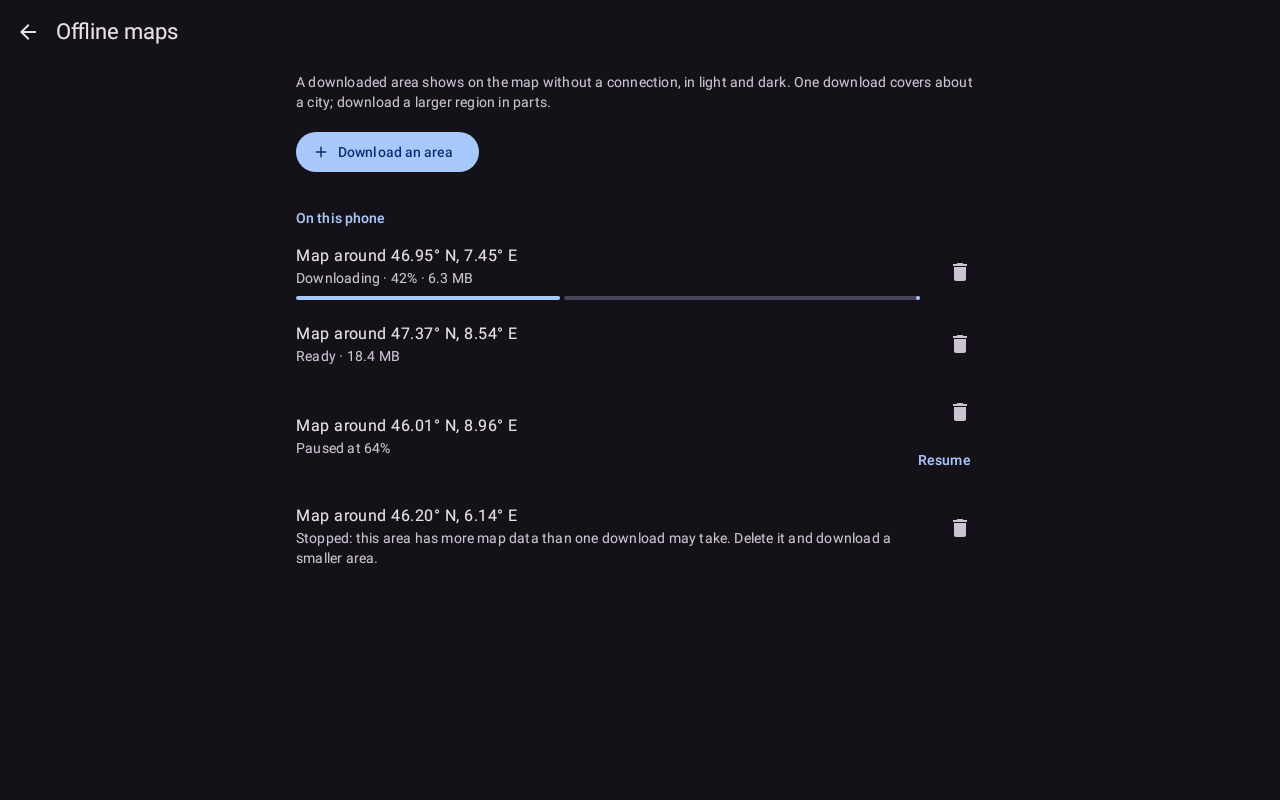 Offline maps
A downloaded area shows on the map without a connection, in light and dark. One download covers about
a city; download a larger region in parts.
Download an area
On this phone
Map around 46.95° N, 7.45° E
Downloading · 42% · 6.3 MB
Map around 47.37° N, 8.54° E
Ready · 18.4 MB
Map around 46.01° N, 8.96° E
Paused at 64%
Resume
Map around 46.20° N, 6.14° E
Stopped: this area has more map data than one download may take. Delete it and download a
smaller area.